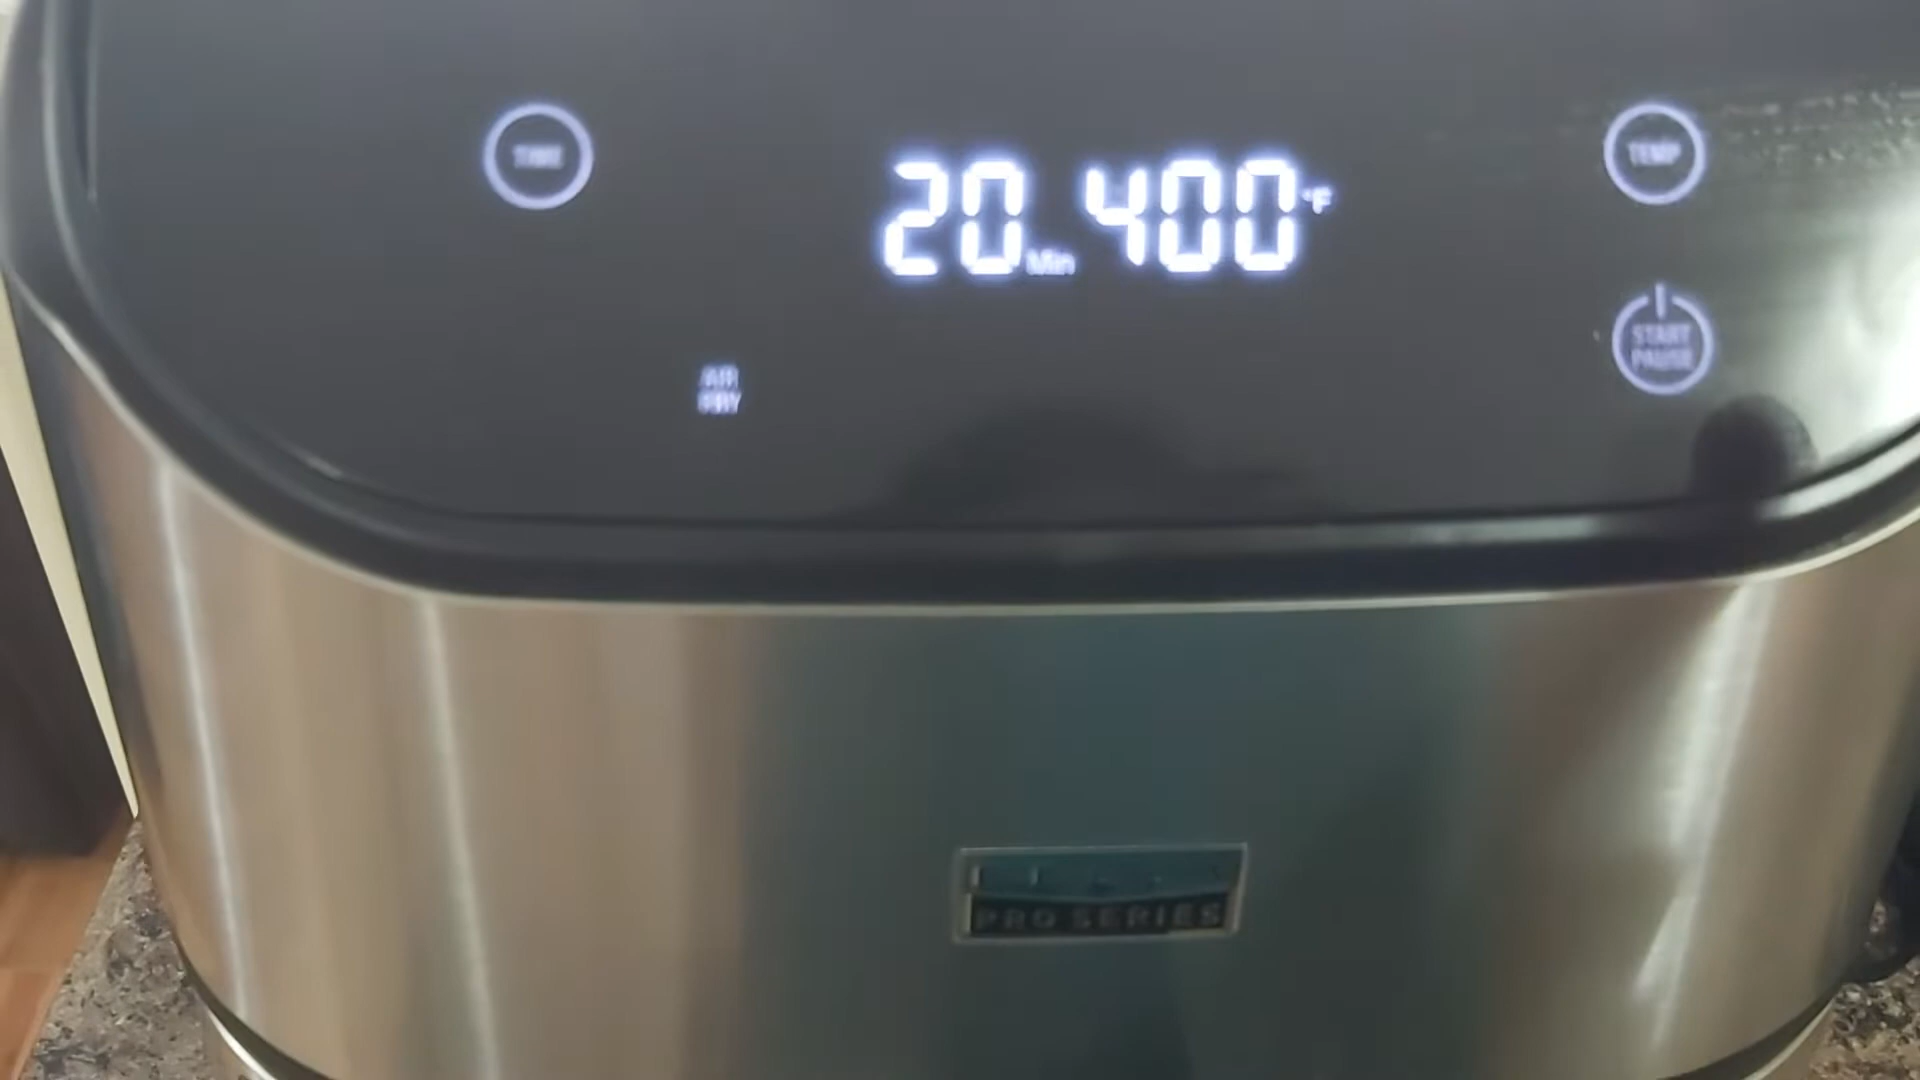 TIME
20 Min 400 °F
TEMP
START
PAUSE
AIR
FRY
PRO SERIES